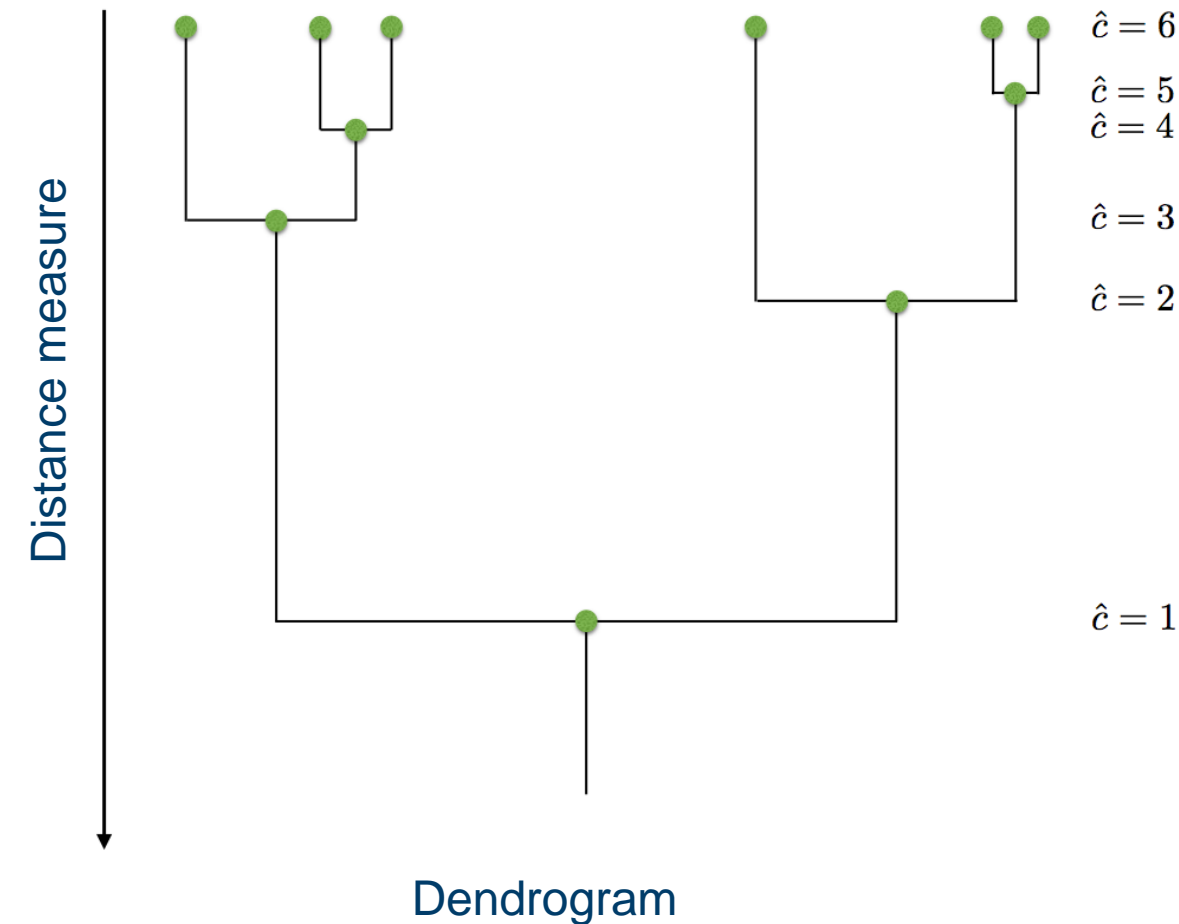 ĉ = 6
ĉ = 5
ĉ = 4
ĉ = 3
ĉ = 2
ĉ = 1
Distance measure
Dendrogram